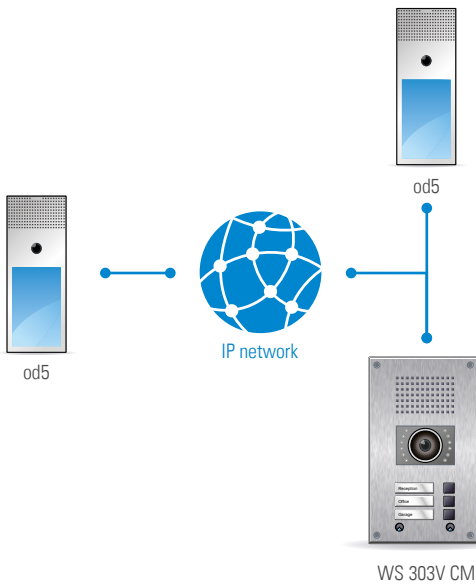 od5
od5
IP network
Reception
Office
Garage
WS 303V CM